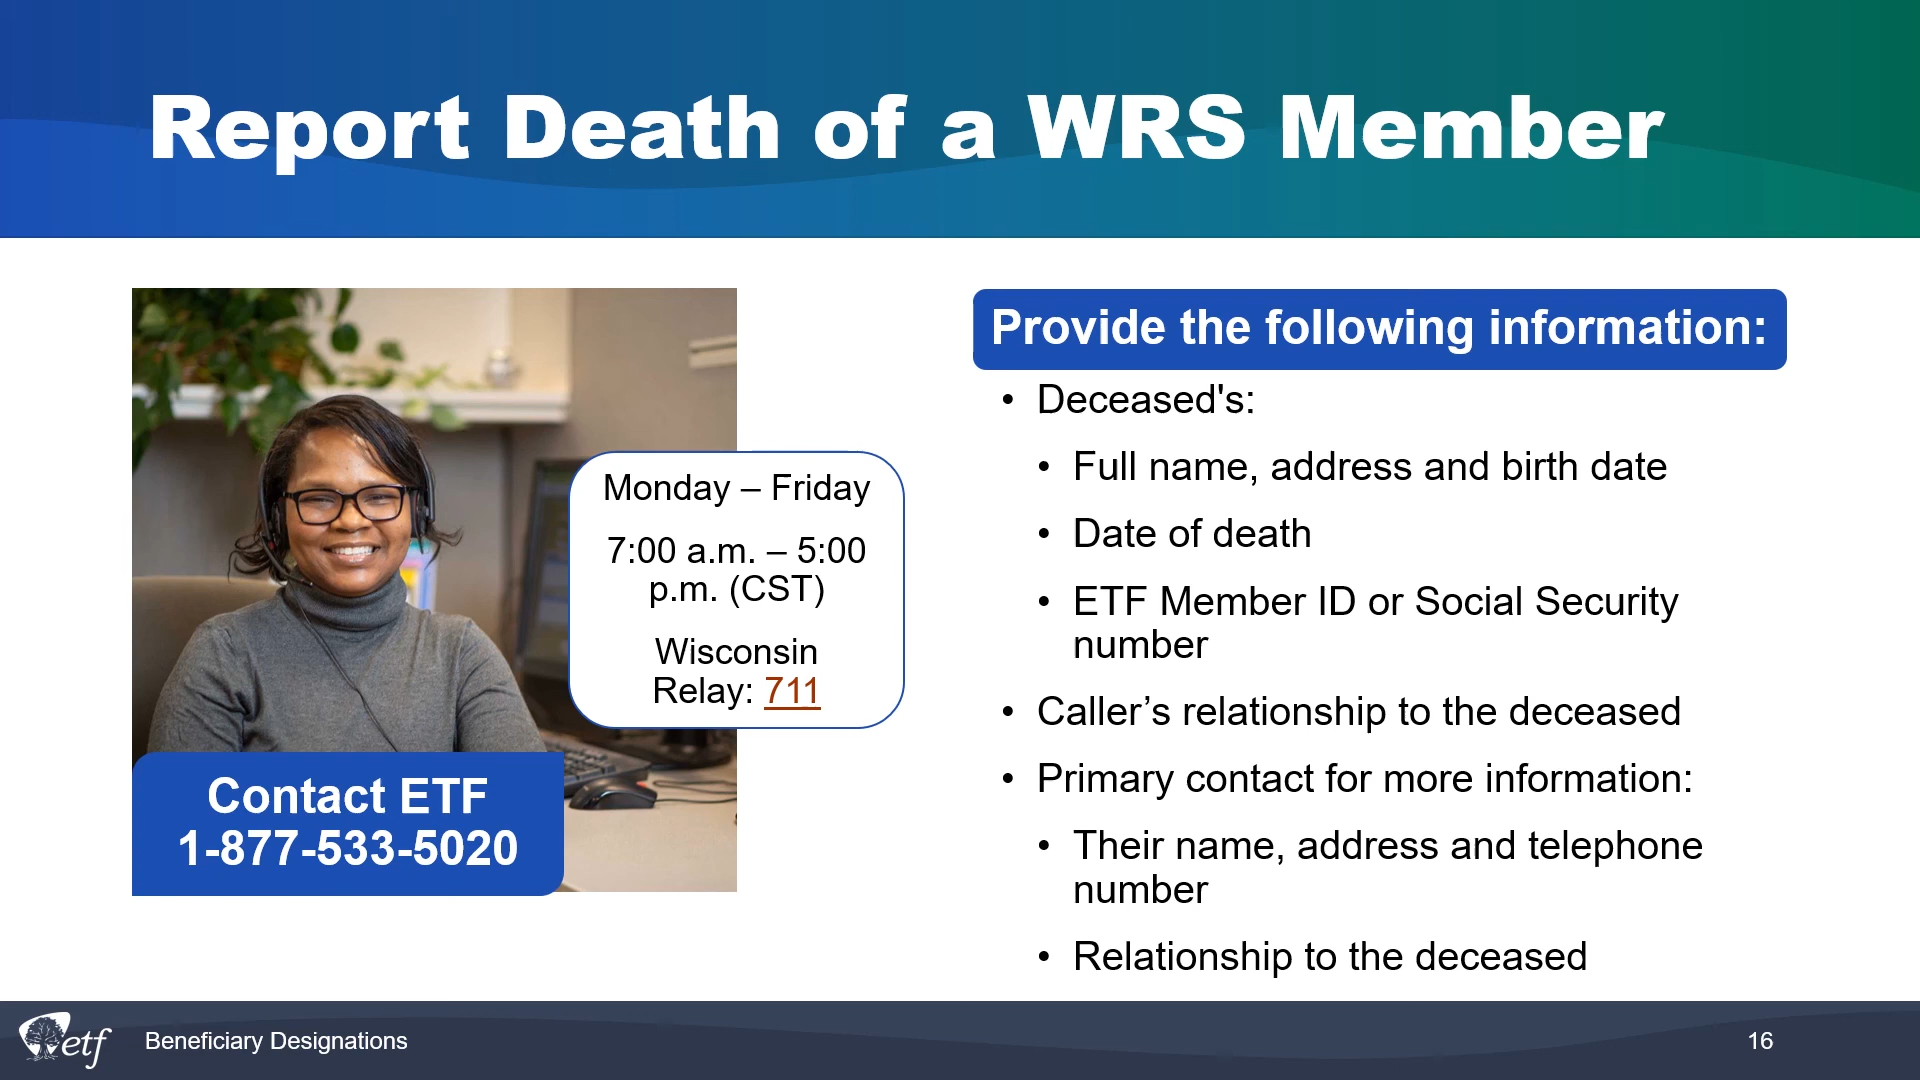 Report Death of a WRS Member
Monday – Friday
7:00 a.m. – 5:00
p.m. (CST)
Wisconsin
Relay: 711
Contact ETF
1-877-533-5020
Provide the following information:
• Deceased's:
• Full name, address and birth date
• Date of death
• ETF Member ID or Social Security
number
• Caller’s relationship to the deceased
• Primary contact for more information:
• Their name, address and telephone
number
• Relationship to the deceased
etf
Beneficiary Designations
16